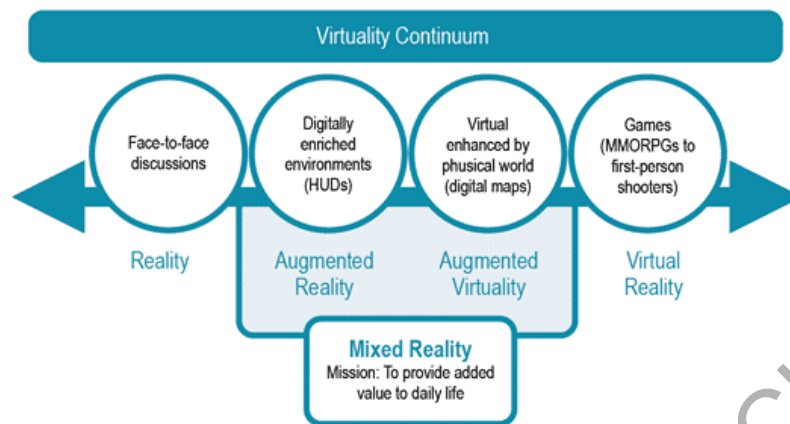 Virtuality Continuum
Face-to-face
discussions
Digitally
enriched
environments
(HUDs)
Virtual
enhanced by
phusical world
(digital maps)
Games
(MMORPGs to
first-person
shooters)
Reality
Augmented
Reality
Augmented
Virtuality
Virtual
Reality
Mixed Reality
Mission: To provide added
value to daily life